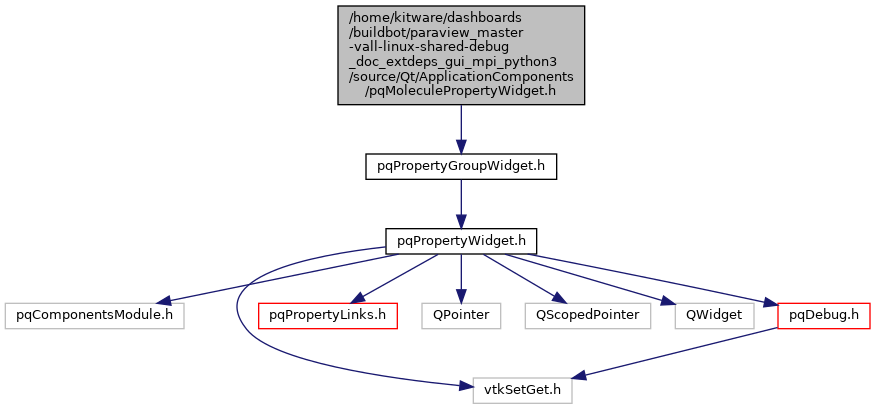 /home/kitware/dashboards
/buildbot/paraview_master
-vall-linux-shared-debug
_doc_extdeps_gui_mpi_python3
/source/Qt/ApplicationComponents
/pqMoleculePropertyWidget.h
pqPropertyGroupWidget.h
pqPropertyWidget.h
pqComponentsModule.h
pqPropertyLinks.h
QPointer
QScopedPointer
QWidget
pqDebug.h
vtkSetGet.h